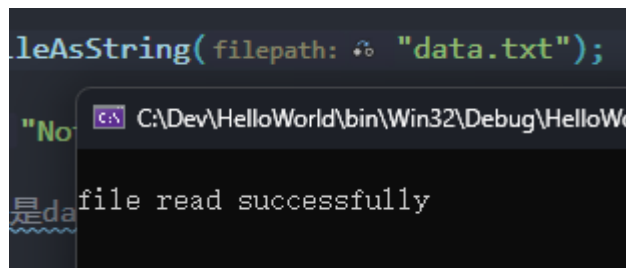 leAsString( filepath: "data.txt");
"No
C:\Dev\HelloWorld\bin\Win32\Debug\HelloWo
是da
file read successfully